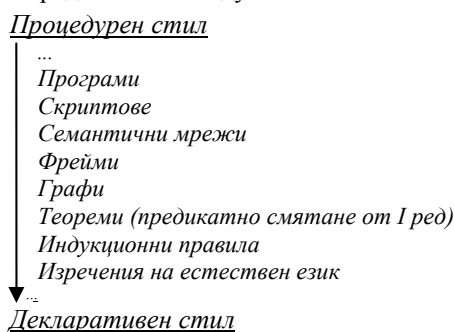 Процедурен стил
...
Програми
Скриптове
Семантични мрежи
Фрейми
Графи
Теореми (предикатно смятане от I ред)
Индукционни правила
Изречения на естествен език
...
Декларативен стил